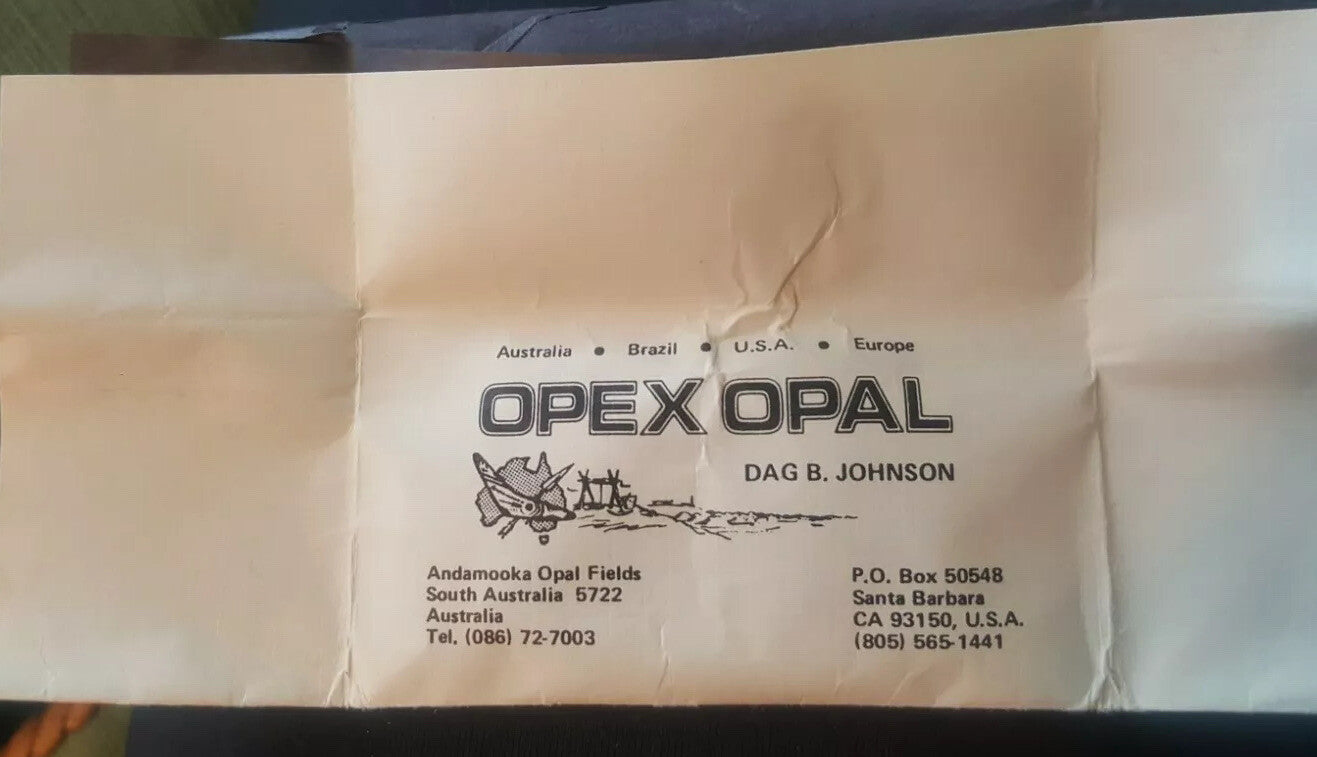 Australia • Brazil • U.S.A. • Europe
OPEX OPAL
DAG B. JOHNSON
Andamooka Opal Fields
South Australia 5722
Australia
Tel. (086) 72-7003
P.O. Box 50548
Santa Barbara
CA 93150, U.S.A.
(805) 565-1441